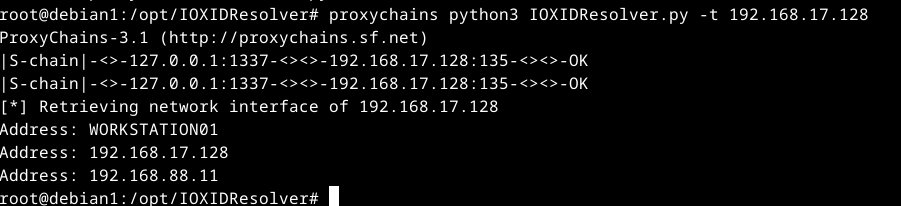 root@debian1:/opt/IOXIDResolver# proxychains python3 IOXIDResolver.py -t 192.168.17.128
ProxyChains-3.1 (http://proxychains.sf.net)
|S-chain|-<>-127.0.0.1:1337-<><>-192.168.17.128:135-<><>-OK
|S-chain|-<>-127.0.0.1:1337-<><>-192.168.17.128:135-<><>-OK
[*] Retrieving network interface of 192.168.17.128
Address: WORKSTATION01
Address: 192.168.17.128
Address: 192.168.88.11
root@debian1:/opt/IOXIDResolver#